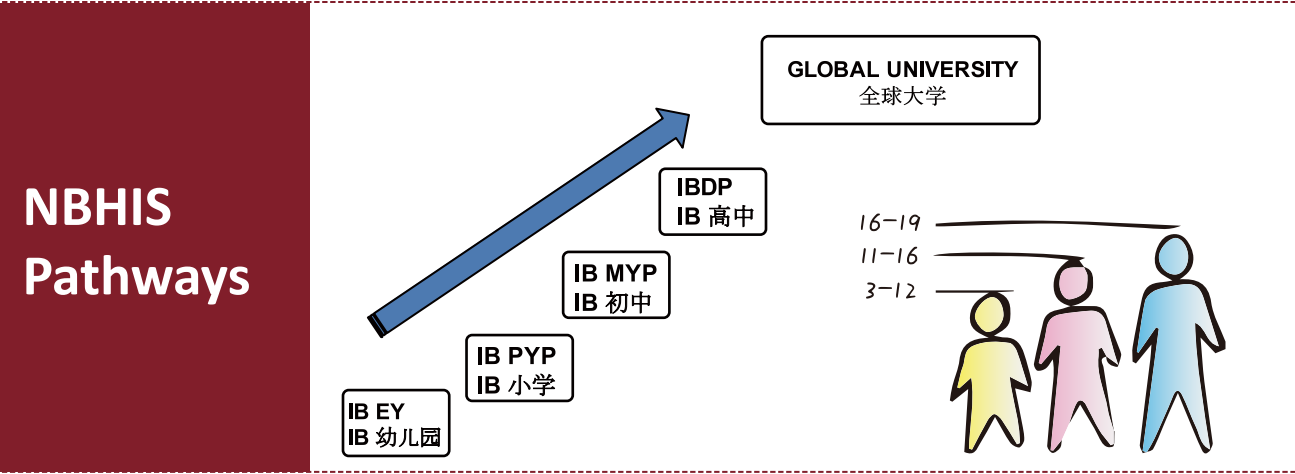 NBHIS
Pathways
GLOBAL UNIVERSITY
全球大学
IBDP
IB 高中
IB MYP
IB 初中
IB PYP
IB 小学
IB EY
IB 幼儿园
16-19
11-16
3-12